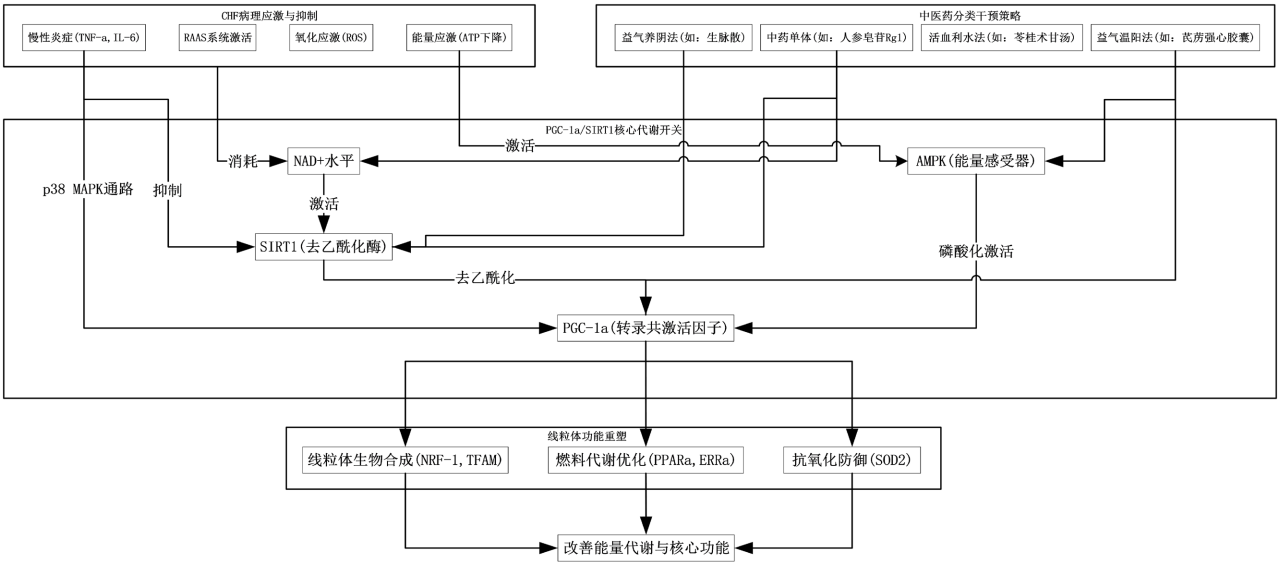 CHF病理应激与抑制
慢性炎症(TNF-a,IL-6)
RAAS系统激活
氧化应激(ROS)
能量应激(ATP下降)
中医药分类干预策略
益气养阴法(如：生脉散)
中药单体(如：人参皂苷Rg1)
活血利水法(如：苓桂术甘汤)
益气温阳法(如：芪苈强心胶囊)
PGC-1a/SIRT1核心代谢开关
激活
消耗
NAD+水平
AMPK(能量感受器)
p38 MAPK通路
抑制
激活
SIRT1(去乙酰化酶)
磷酸化激活
去乙酰化
PGC-1a(转录共激活因子)
线粒体功能重塑
线粒体生物合成(NRF-1,TFAM)
燃料代谢优化(PPARa,ERRa)
抗氧化防御(SOD2)
改善能量代谢与核心功能